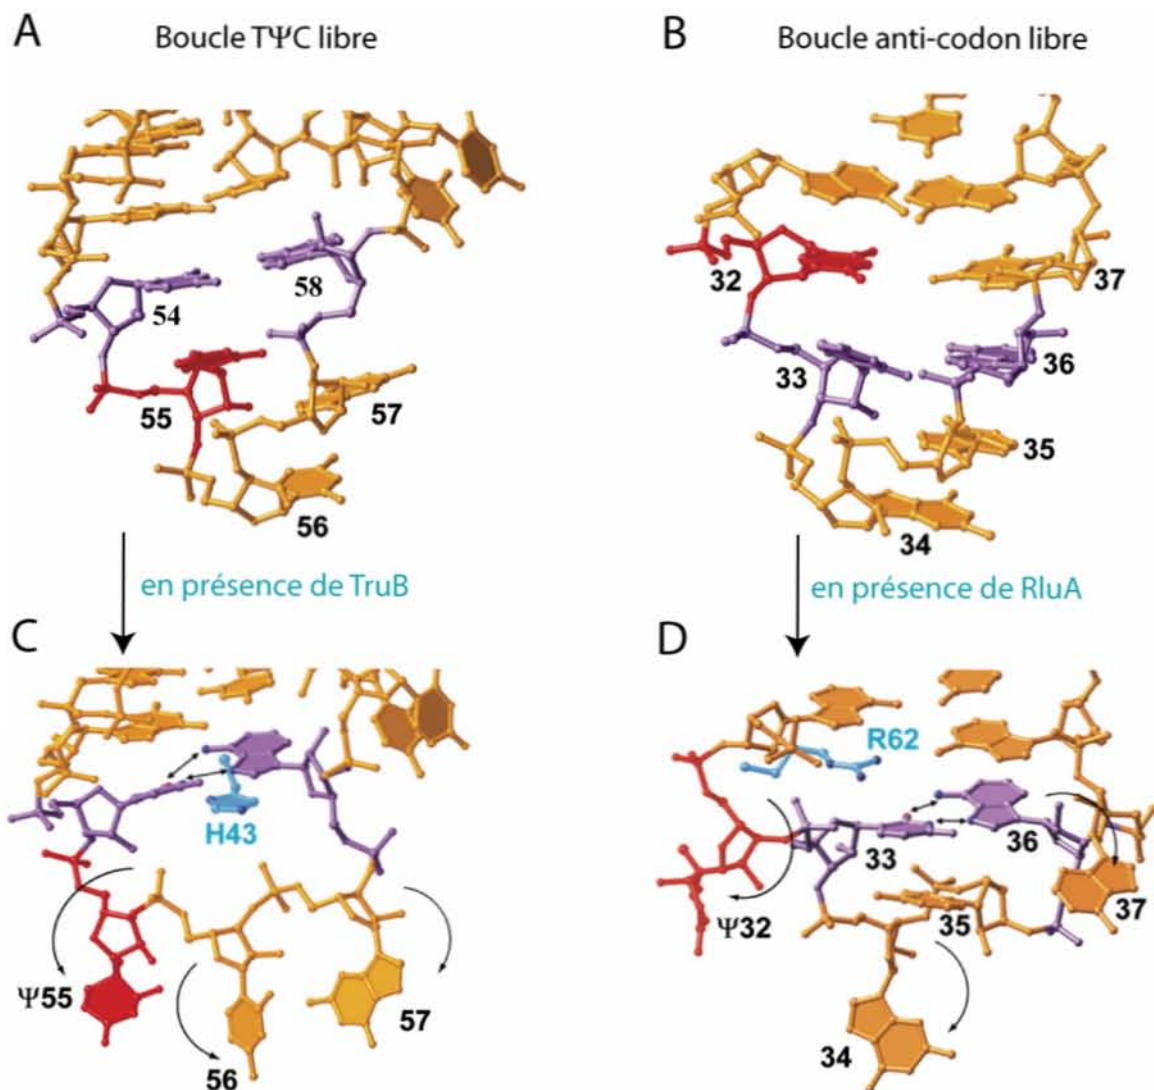 A
Boucle TΨC libre
54
58
55
57
56
en présence de TruB
B
Boucle anti-codon libre
32
37
33
36
35
34
en présence de RluA
C
H43
Ψ55
56
57
D
R62
33
36
Ψ32
35
37
34